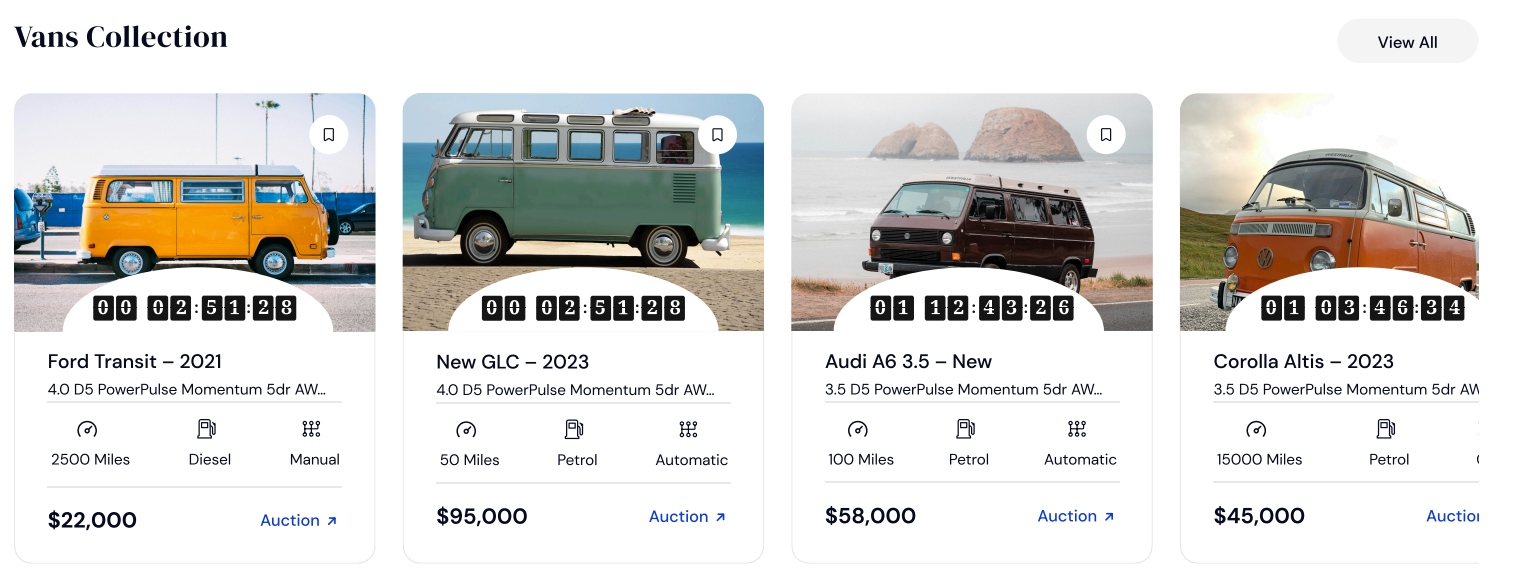 Vans Collection
View All
00 02:51:28
Ford Transit – 2021
4.0 D5 PowerPulse Momentum 5dr AW...
2500 Miles
Diesel
Manual
$22,000
Auction
00 02:51:28
New GLC – 2023
4.0 D5 PowerPulse Momentum 5dr AW...
50 Miles
Petrol
Automatic
$95,000
Auction
01 12:43:26
Audi A6 3.5 – New
3.5 D5 PowerPulse Momentum 5dr AW...
100 Miles
Petrol
Automatic
$58,000
Auction
01 03:46:34
Corolla Altis – 2023
3.5 D5 PowerPulse Momentum 5dr AW
15000 Miles
Petrol
$45,000
Auction